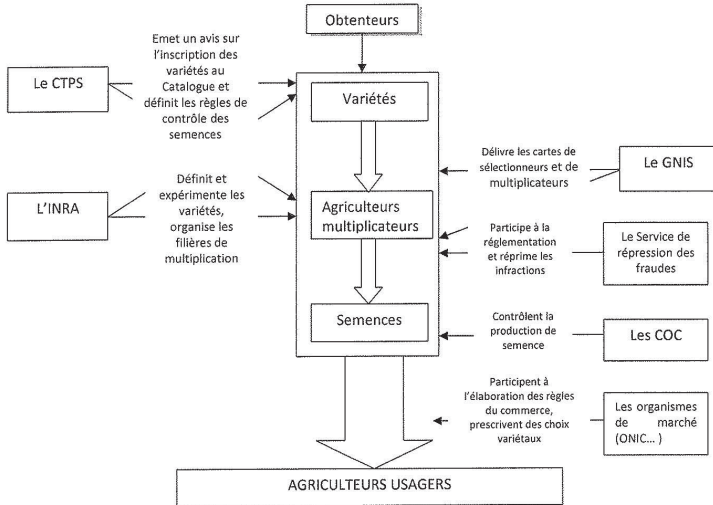 Obtenteurs
Emet un avis sur
l'inscription des
variétés au
Catalogue et
définit les règles de
contrôle des
semences
Le CTPS
Variétés
Délivre les cartes de
sélectionneurs et de
multiplicateurs
Le GNIS
Définit et
expérimente les
variétés,
organise les
filières de
multiplication
L'INRA
Agriculteurs
multiplicateurs
Participe à la
réglementation
et réprime les
infractions
Le Service de
répression des
fraudes
Semences
Contrôlent la
production de
semence
Les COC
Participent à
l'élaboration des règles
du commerce,
prescrivent des choix
variétaux
Les organismes
de marché
(ONIC... )
AGRICULTEURS USAGERS